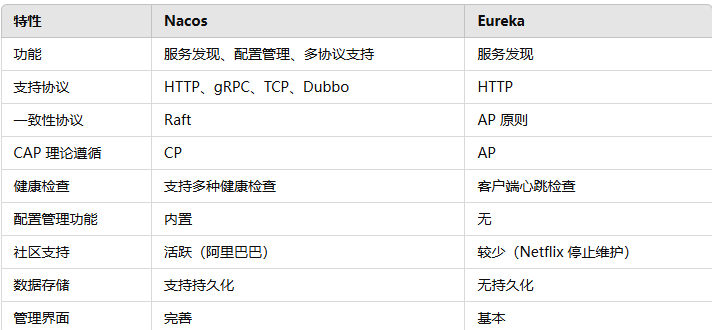 特性 Nacos Eureka
功能 服务发现、配置管理、多协议支持 服务发现
支持协议 HTTP、gRPC、TCP、Dubbo HTTP
一致性协议 Raft AP 原则
CAP 理论遵循 CP AP
健康检查 支持多种健康检查 客户端心跳检查
配置管理功能 内置 无
社区支持 活跃（阿里巴巴） 较少（Netflix 停止维护）
数据存储 支持持久化 无持久化
管理界面 完善 基本